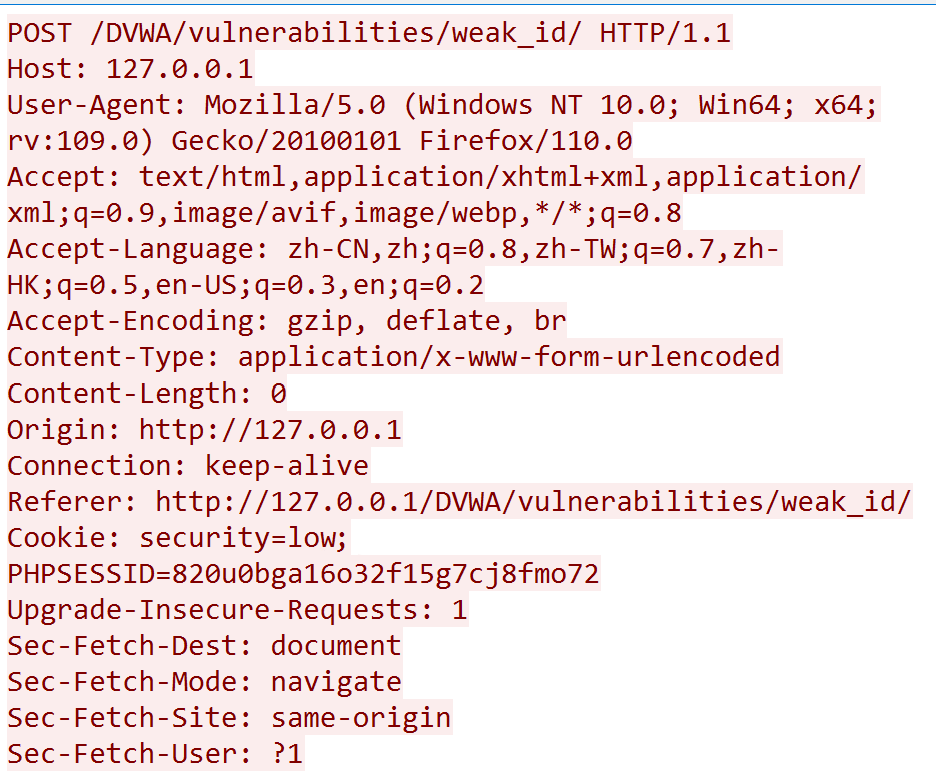 POST /DVWA/vulnerabilities/weak_id/ HTTP/1.1
Host: 127.0.0.1
User-Agent: Mozilla/5.0 (Windows NT 10.0; Win64; x64;
rv:109.0) Gecko/20100101 Firefox/110.0
Accept: text/html,application/xhtml+xml,application/
xml;q=0.9,image/avif,image/webp,*/*;q=0.8
Accept-Language: zh-CN,zh;q=0.8,zh-TW;q=0.7,zh-
HK;q=0.5,en-US;q=0.3,en;q=0.2
Accept-Encoding: gzip, deflate, br
Content-Type: application/x-www-form-urlencoded
Content-Length: 0
Origin: http://127.0.0.1
Connection: keep-alive
Referer: http://127.0.0.1/DVWA/vulnerabilities/weak_id/
Cookie: security=low;
PHPSESSID=820u0bga16o32f15g7cj8fmo72
Upgrade-Insecure-Requests: 1
Sec-Fetch-Dest: document
Sec-Fetch-Mode: navigate
Sec-Fetch-Site: same-origin
Sec-Fetch-User: ?1